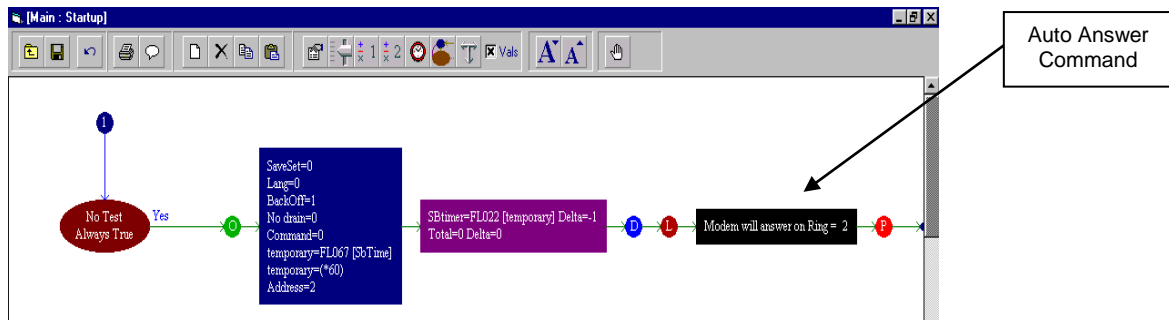 [Main : Startup]
1 2 Vals A A
Auto Answer
Command
1
No Test
Always True
Yes
O
SaveSet=0
Lang=0
BackOff=1
No drain=0
Command=0
temporary=FL067 [SbTime]
temporary=(*60)
Address=2
SBtimer=FL022 [temporary] Delta=-1
Total=0 Delta=0
D
L
Modem will answer on Ring = 2
P